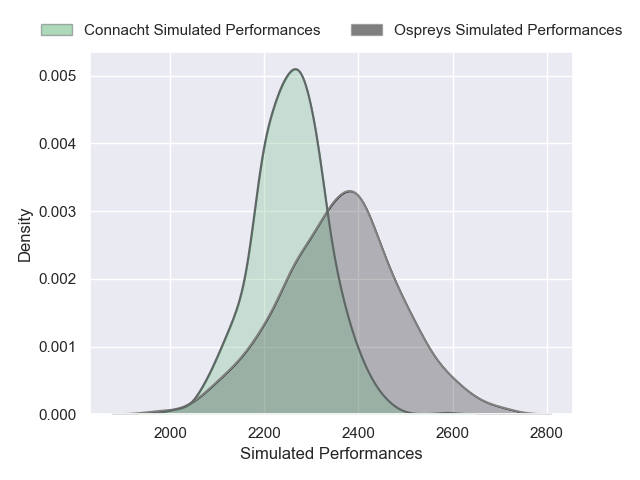 Connacht Simulated Performances Ospreys Simulated Performances
0.005
0.004
0.003
0.002
0.001
0.000
Density
2000 2200 2400 2600 2800
Simulated Performances